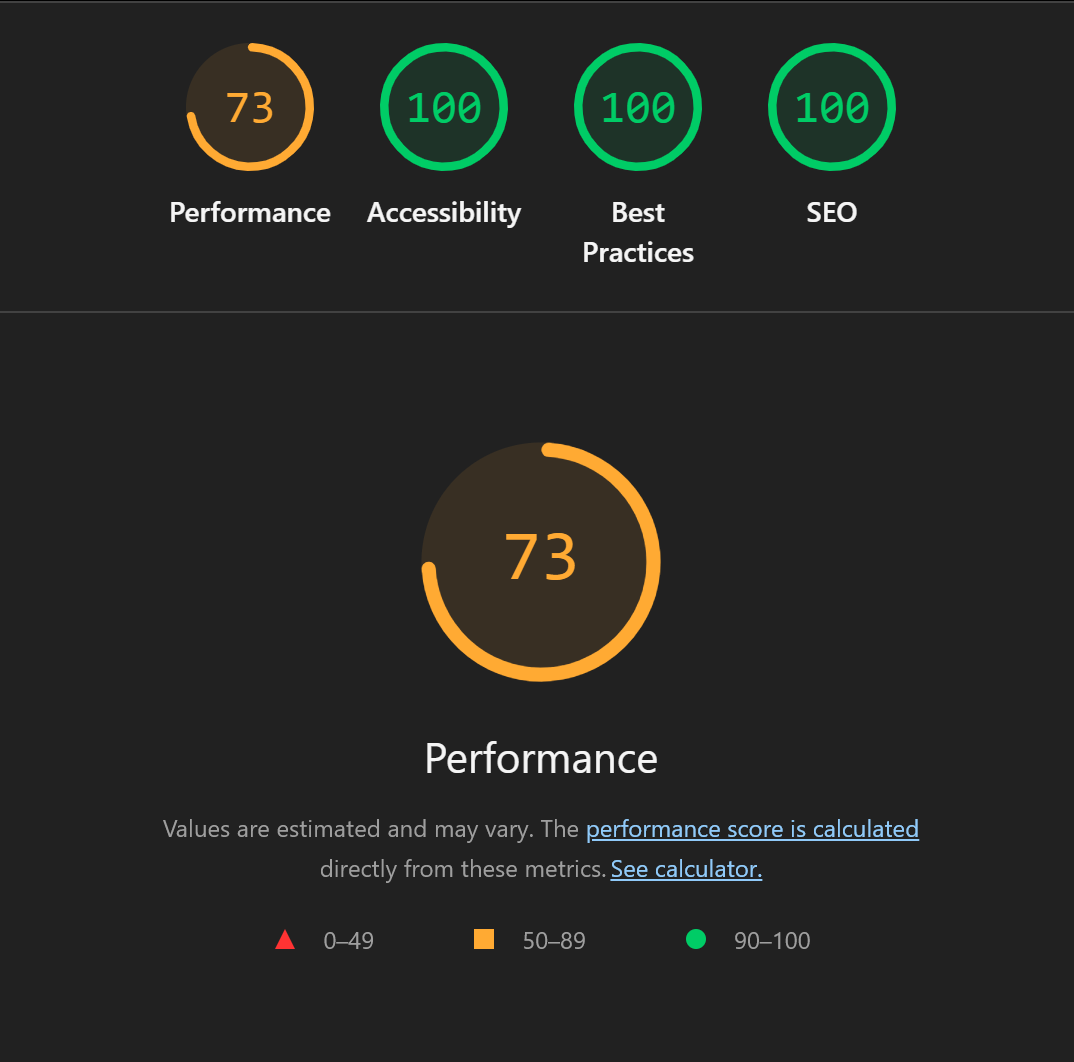 73
100
100
100
Performance
Accessibility
Best
Practices
SEO
73
Performance
Values are estimated and may vary. The performance score is calculated
directly from these metrics. See calculator.
0–49
50–89
90–100